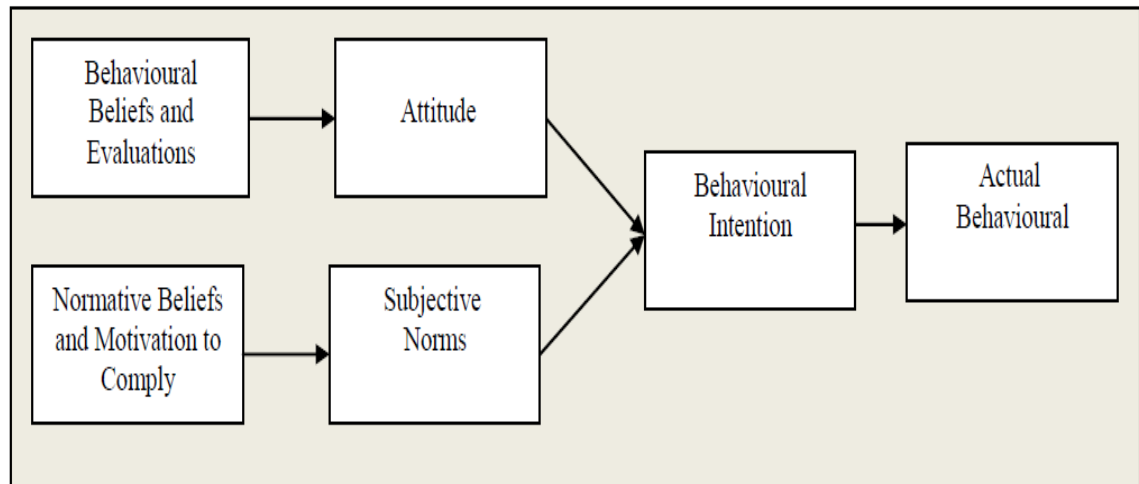 Behavioural
Beliefs and
Evaluations
Attitude
Normative Beliefs
and Motivation to
Comply
Subjective
Norms
Behavioural
Intention
Actual
Behavioural